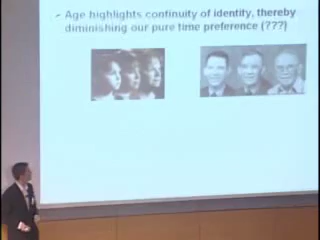 ➢ Age highlights continuity of identity, thereby
diminishing our pure time preference (???)